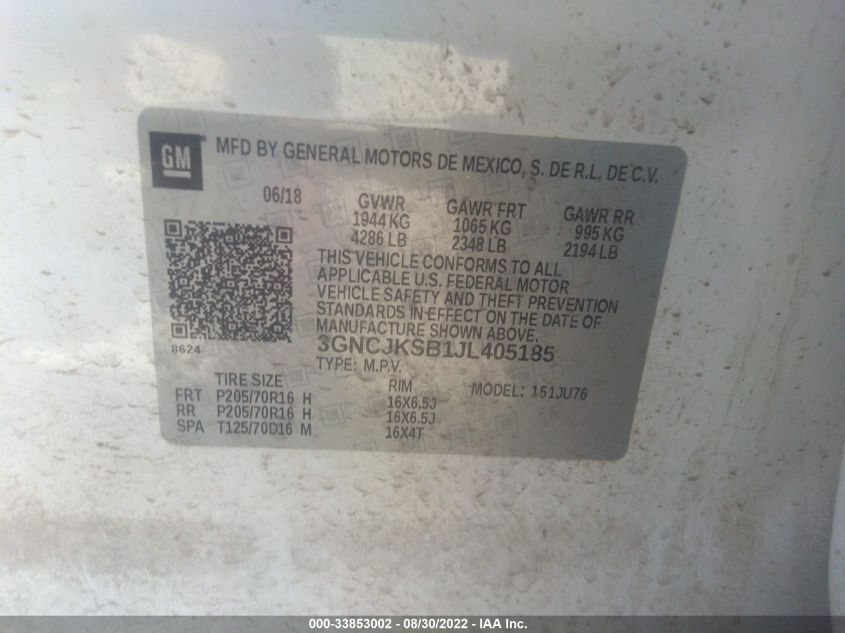 GM
MFD BY GENERAL MOTORS DE MEXICO, S. DE R.L. DE C.V.
06/18 GVWR GAWR FRT GAWR RR
1944 KG 1065 KG 995 KG
4286 LB 2348 LB 2194 LB
THIS VEHICLE CONFORMS TO ALL
APPLICABLE U.S. FEDERAL MOTOR
VEHICLE SAFETY AND THEFT PREVENTION
STANDARDS IN EFFECT ON THE DATE OF
MANUFACTURE SHOWN ABOVE.
8624 3GNCJKSB1JL405185
TYPE: M.P.V.
TIRE SIZE RIM MODEL: 151JU76
FRT P205/70R16 H 16X6.5J
RR P205/70R16 H 16X6.5J
SPA T125/70D16 M 16X4T
000-33853002 - 08/30/2022 - IAA Inc.